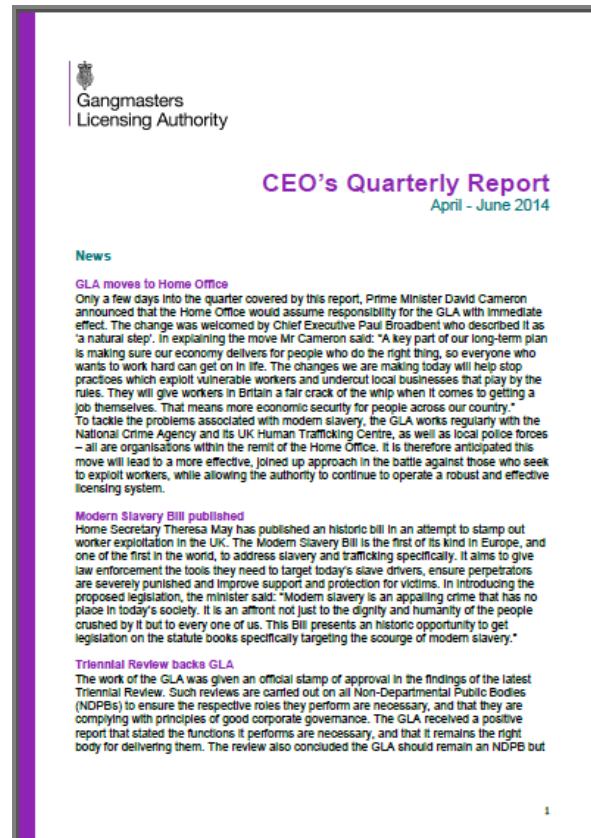 Gangmasters
Licensing Authority
CEO's Quarterly Report
April - June 2014
News
GLA moves to Home Office
Only a few days into the quarter covered by this report, Prime Minister David Cameron
announced that the Home Office would assume responsibility for the GLA with immediate
effect. The change was welcomed by Chief Executive Paul Broadbent who described it as
'a natural step'. In explaining the move Mr Cameron said: "A key part of our long-term plan
is making sure our economy delivers for people who do the right thing, so everyone who
wants to work hard can get on in life. The changes we are making today will help stop
practices which exploit vulnerable workers and undercut local businesses that play by the
rules. They will give workers in Britain a fair crack of the whip when it comes to getting a
job themselves. That means more economic security for people across our country."
To tackle the problems associated with modern slavery, the GLA works regularly with the
National Crime Agency and its UK Human Trafficking Centre, as well as local police forces
– all are organisations within the remit of the Home Office. It is therefore anticipated this
move will lead to a more effective, joined up approach in the battle against those who seek
to exploit workers, while allowing the authority to continue to operate a robust and effective
licensing system.
Modern Slavery Bill published
Home Secretary Theresa May has published an historic bill in an attempt to stamp out
worker exploitation in the UK. The Modern Slavery Bill is the first of its kind in Europe, and
one of the first in the world, to address slavery and trafficking specifically. It aims to give
law enforcement the tools they need to target today's slave drivers, ensure perpetrators
are severely punished and improve support and protection for victims. In introducing the
proposed legislation, the minister said: "Modern slavery is an appalling crime that has no
place in today's society. It is an affront not just to the dignity and humanity of the people
crushed by it but to every one of us. This Bill presents an historic opportunity to get
legislation on the statute books specifically targeting the scourge of modern slavery."
Triennial Review backs GLA
The work of the GLA was given an official stamp of approval in the findings of the latest
Triennial Review. Such reviews are carried out on all Non-Departmental Public Bodies
(NDPBs) to ensure the respective roles they perform are necessary, and that they are
complying with principles of good corporate governance. The GLA received a positive
report that stated the functions it performs are necessary, and that it remains the right
body for delivering them. The review also concluded the GLA should remain an NDPB but
1